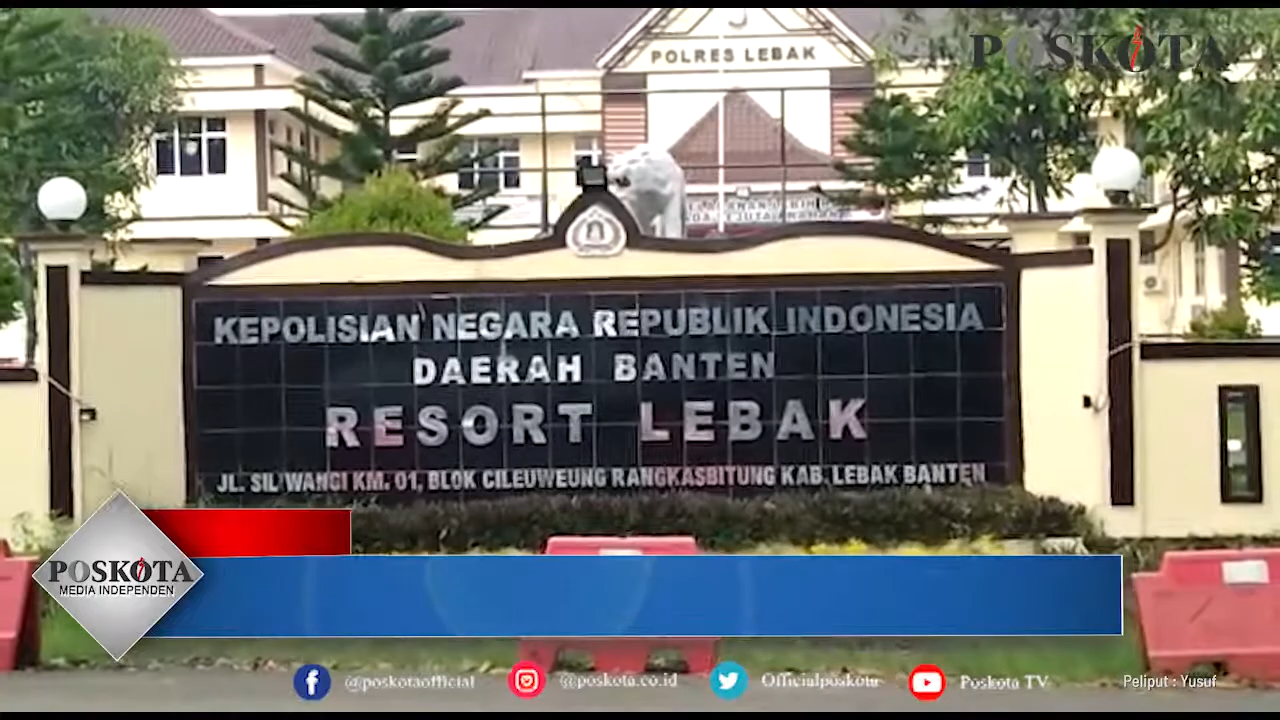 POLRES LEBAK
POSKOTA
KEPOLISIAN NEGARA REPUBLIK INDONESIA
DAERAH BANTEN
RESORT LEBAK
JL. SILIWANGI KM. 01, BLOK CILEUWEUNG RANGKASBITUNG KAB. LEBAK BANTEN
POSKOTA
MEDIA INDEPENDEN
@poskotaofficial
@poskota.co.id
Officialposkota
Poskota TV
Peliput : Yusuf